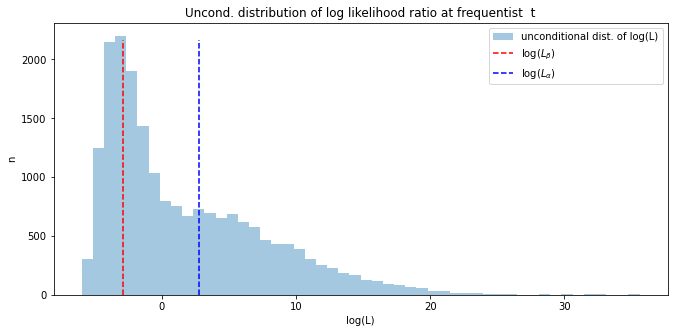 Uncond. distribution of log likelihood ratio at frequentist  t
unconditional dist. of log(L)
log(L_β)
log(L_α)
n
2000
1500
1000
500
0
0 10 20 30
log(L)